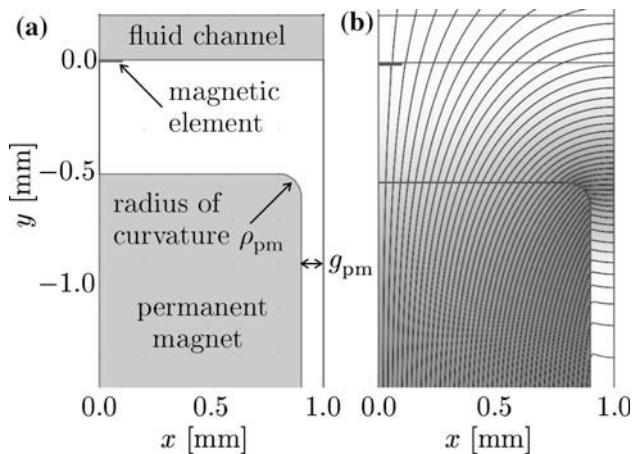 (a)
fluid channel
0.0
magnetic
element
−0.5
radius of
curvature ρpm
gpm
−1.0
permanent
magnet
y [mm]
0.0 0.5 1.0
x [mm]
(b)
0.0 0.5 1.0
x [mm]